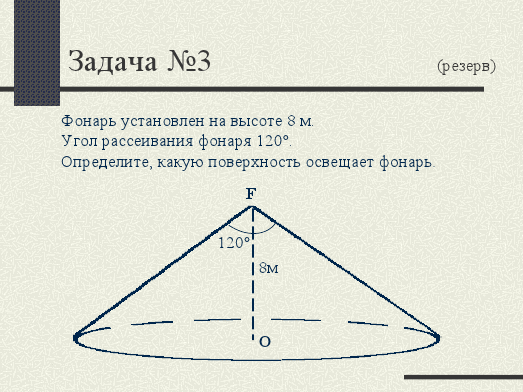 Задача №3
(резерв)
Фонарь установлен на высоте 8 м.
Угол рассеивания фонаря 120°.
Определите, какую поверхность освещает фонарь.
F
120°
8м
O